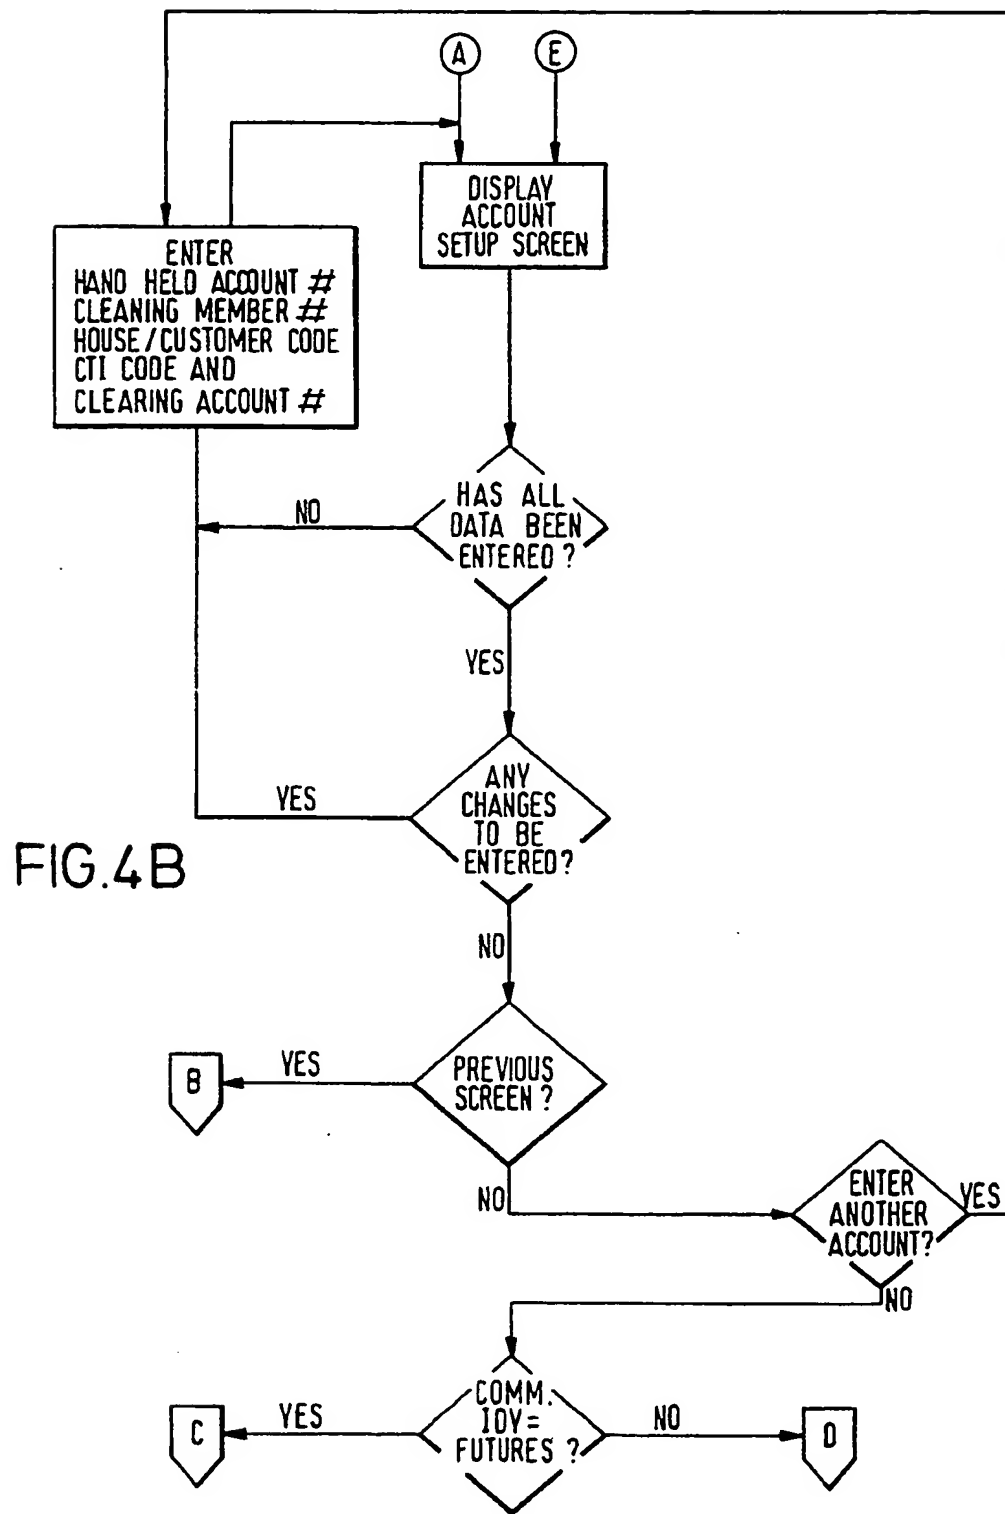 A
E
DISPLAY
ACCOUNT
SETUP SCREEN
ENTER
HAND HELD ACCOUNT #
CLEANING MEMBER #
HOUSE/CUSTOMER CODE
CTI CODE AND
CLEARING ACCOUNT #
HAS ALL
DATA BEEN
ENTERED?
NO
YES
ANY
CHANGES
TO BE
ENTERED?
YES
FIG.4B
NO
PREVIOUS
SCREEN?
YES
B
NO
ENTER
ANOTHER
ACCOUNT?
YES
NO
COMM.
IDV=
FUTURES?
YES
C
NO
D